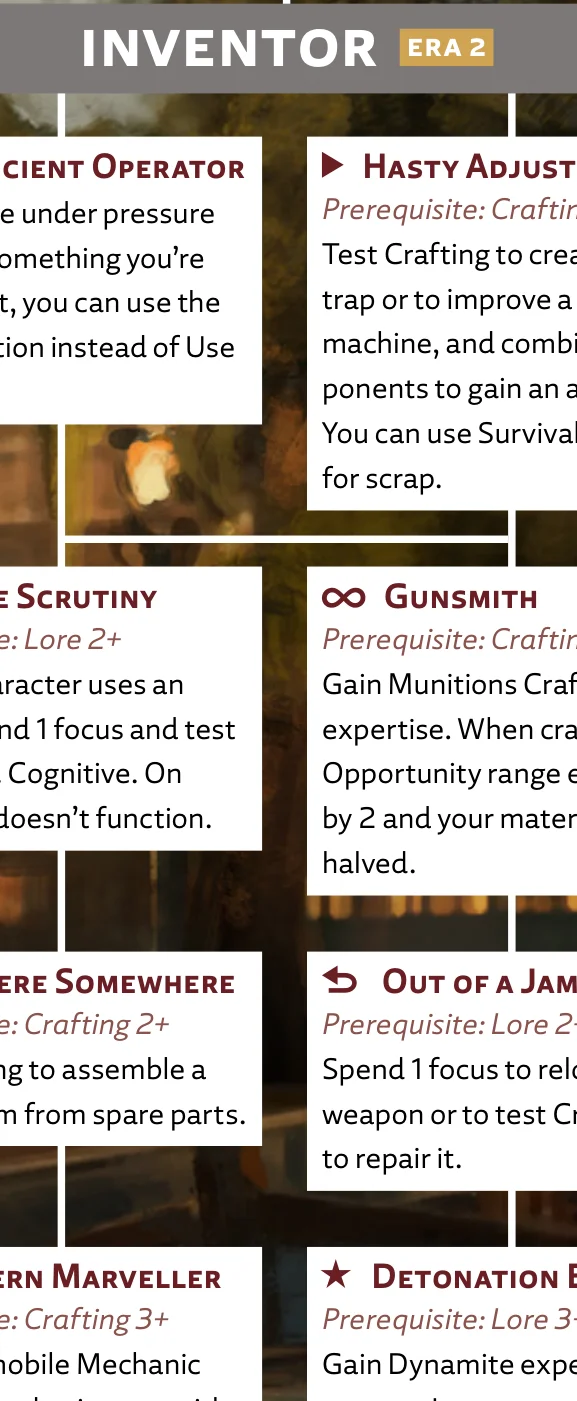 INVENTOR ERA 2
CIENT OPERATOR
e under pressure
omething you're
t, you can use the
tion instead of Use
HASTY ADJUST
Prerequisite: Craftin
Test Crafting to crea
trap or to improve a
machine, and combi
ponents to gain an a
You can use Survival
for scrap.
E SCRUTINY
e: Lore 2+
aracter uses an
nd 1 focus and test
. Cognitive. On
doesn't function.
∞ GUNSMITH
Prerequisite: Craftin
Gain Munitions Craf
expertise. When cra
Opportunity range e
by 2 and your mater
halved.
ERE SOMEWHERE
e: Crafting 2+
ng to assemble a
m from spare parts.
OUT OF A JAM
Prerequisite: Lore 2+
Spend 1 focus to relo
weapon or to test Cr
to repair it.
ERN MARVELLER
e: Crafting 3+
mobile Mechanic
★ DETONATION E
Prerequisite: Lore 3+
Gain Dynamite expe